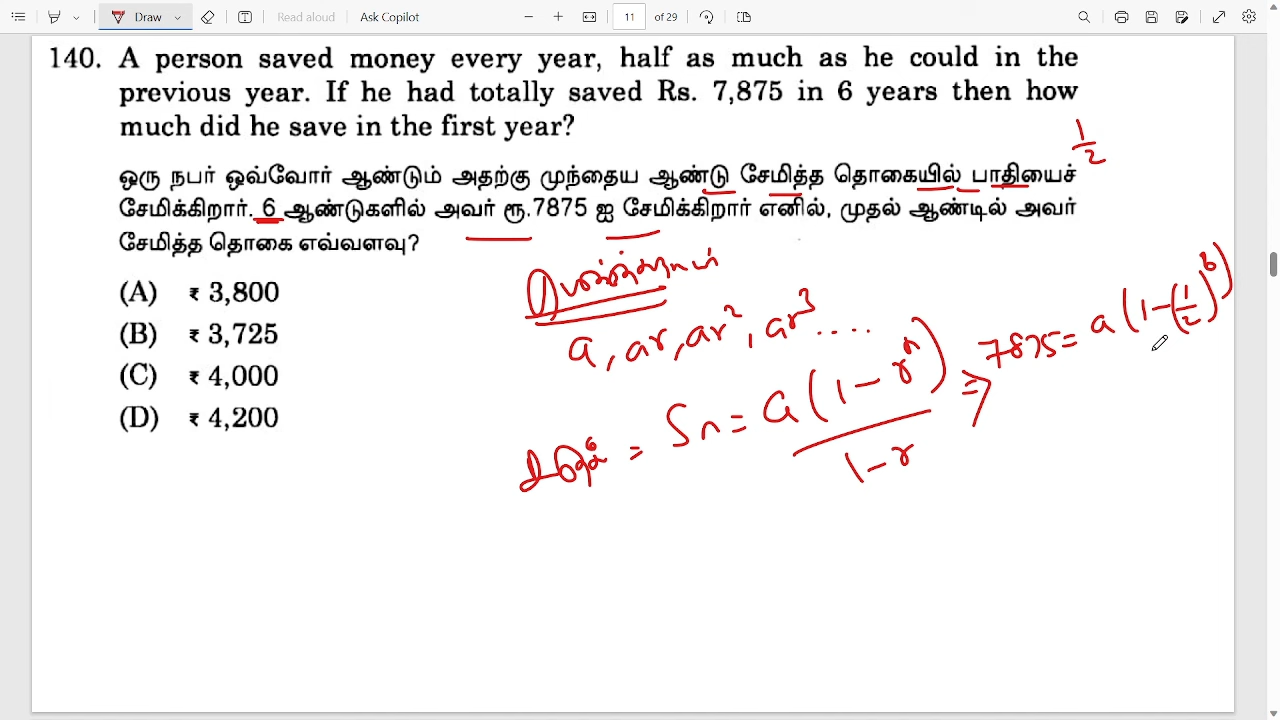 Draw
Read aloud
Ask Copilot
11 of 29
140. A person saved money every year, half as much as he could in the
previous year. If he had totally saved Rs. 7,875 in 6 years then how
much did he save in the first year?
1/2
ஒரு நபர் ஒவ்வோர் ஆண்டும் அதற்கு முந்தைய ஆண்டு சேமித்த தொகையில் பாதியைச்
சேமிக்கிறார். 6 ஆண்டுகளில் அவர் ரூ.7875 ஐ சேமிக்கிறார் எனில், முதல் ஆண்டில் அவர்
சேமித்த தொகை எவ்வளவு?
(A) ₹ 3,800
(B) ₹ 3,725
(C) ₹ 4,000
(D) ₹ 4,200
a, ar, ar², ar³ ....
= Sn = a(1-rⁿ)/1-r ⇒ 7875 = a(1-(1/2)⁶)